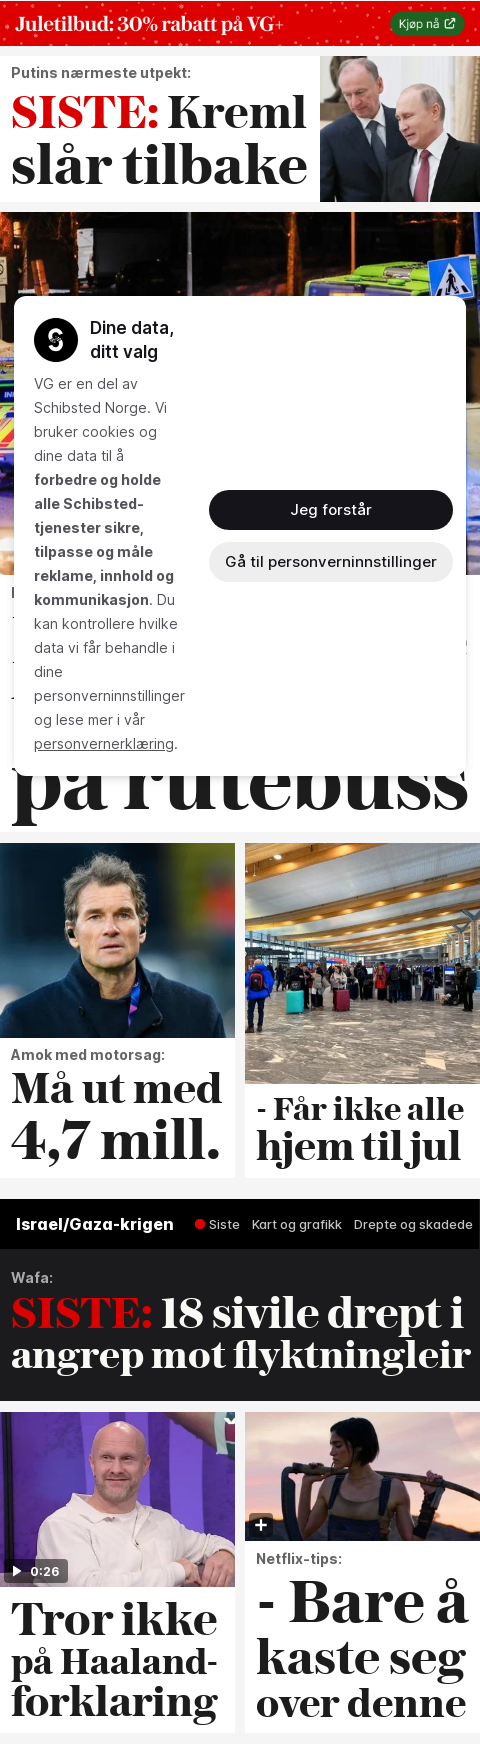 Juletilbud: 30% rabatt på VG+
Kjøp nå
Putins nærmeste utpekt:
SISTE: Kreml
slår tilbake
Dine data,
ditt valg
VG er en del av
Schibsted Norge. Vi
bruker cookies og
dine data til å
forbedre og holde
alle Schibsted-
tjenester sikre,
tilpasse og måle
reklame, innhold og
kommunikasjon. Du
kan kontrollere hvilke
data vi får behandle i
dine
personverninnstillinger
og lese mer i vår
personvernerklæring.
Jeg forstår
Gå til personverninnstillinger
på rutebuss
Amok med motorsag:
Må ut med
4,7 mill.
- Får ikke alle
hjem til jul
Israel/Gaza-krigen
Siste Kart og grafikk Drepte og skadede
Wafa:
SISTE: 18 sivile drept i
angrep mot flyktningleir
0:26
Tror ikke
på Haaland-
forklaring
Netflix-tips:
- Bare å
kaste seg
over denne